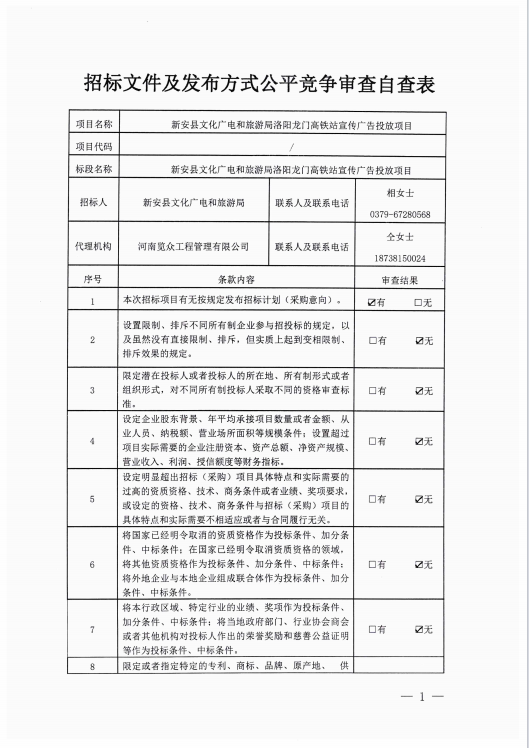 招标文件及发布方式公平竞争审查自查表
项目名称 新安县文化广电和旅游局洛阳龙门高铁站宣传广告投放项目
项目代码 /
标段名称 新安县文化广电和旅游局洛阳龙门高铁站宣传广告投放项目
招标人 新安县文化广电和旅游局 联系人及联系电话 相女士
0379-67280568
代理机构 河南览众工程管理有限公司 联系人及联系电话 仝女士
18738150024
序号 条款内容 审查结果
1 本次招标项目有无按规定发布招标计划（采购意向）。 ☑有 □无
设置限制、排斥不同所有制企业参与招投标的规定，以
2 及虽然没有直接限制、排斥，但实质上起到变相限制、 □有 ☑无
排斥效果的规定。
限定潜在投标人或者投标人的所在地、所有制形式或者
3 组织形式，对不同所有制投标人采取不同的资格审查标 □有 ☑无
准。
设定企业股东背景、年平均承接项目数量或者金额、从
业人员、纳税额、营业场所面积等规模条件；设置超过
4 项目实际需要的企业注册资本、资产总额、净资产规模、 □有 ☑无
营业收入、利润、授信额度等财务指标。
设定明显超出招标（采购）项目具体特点和实际需要的
过高的资质资格、技术、商务条件或者业绩、奖项要求，
5 或设定的资格、技术、商务条件与招标（采购）项目的 □有 ☑无
具体特点和实际需要不相适应或者与合同履行无关。
将国家已经明令取消的资质资格作为投标条件、加分条
件、中标条件；在国家已经明令取消资质资格的领域，
6 将其他资质资格作为投标条件、加分条件、中标条件； □有 ☑无
将外地企业与本地企业组成联合体作为投标条件、加分
条件、中标条件。
将本行政区域、特定行业的业绩、奖项作为投标条件、
加分条件、中标条件；将当地政府部门、行业协会商会
7 或者其他机构对投标人作出的荣誉奖励和慈善公益证明 □有 ☑无
等作为投标条件、中标条件。
8 限定或者指定特定的专利、商标、品牌、原产地、 供
— 1 —